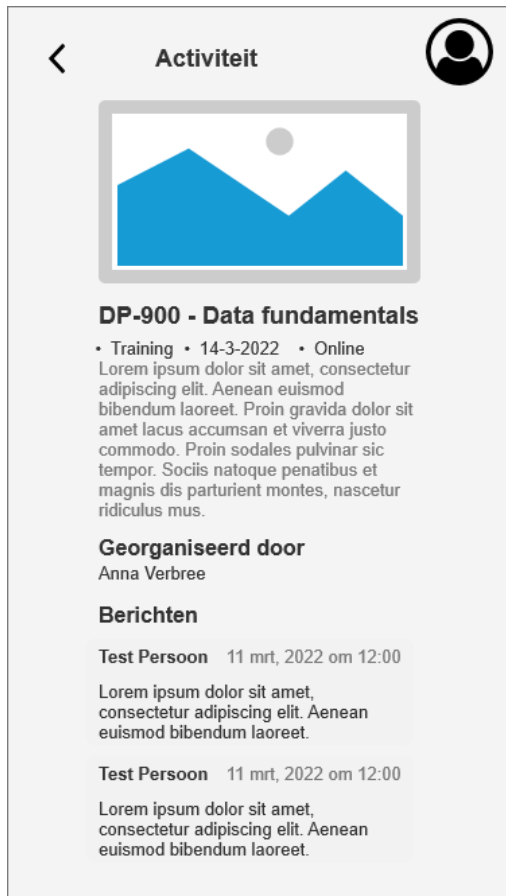 Activiteit
DP-900 - Data fundamentals
• Training • 14-3-2022 • Online
Lorem ipsum dolor sit amet, consectetur
adipiscing elit. Aenean euismod
bibendum laoreet. Proin gravida dolor sit
amet lacus accumsan et viverra justo
commodo. Proin sodales pulvinar sic
tempor. Sociis natoque penatibus et
magnis dis parturient montes, nascetur
ridiculus mus.
Georganiseerd door
Anna Verbree
Berichten
Test Persoon 11 mrt, 2022 om 12:00
Lorem ipsum dolor sit amet,
consectetur adipiscing elit. Aenean
euismod bibendum laoreet.
Test Persoon 11 mrt, 2022 om 12:00
Lorem ipsum dolor sit amet,
consectetur adipiscing elit. Aenean
euismod bibendum laoreet.